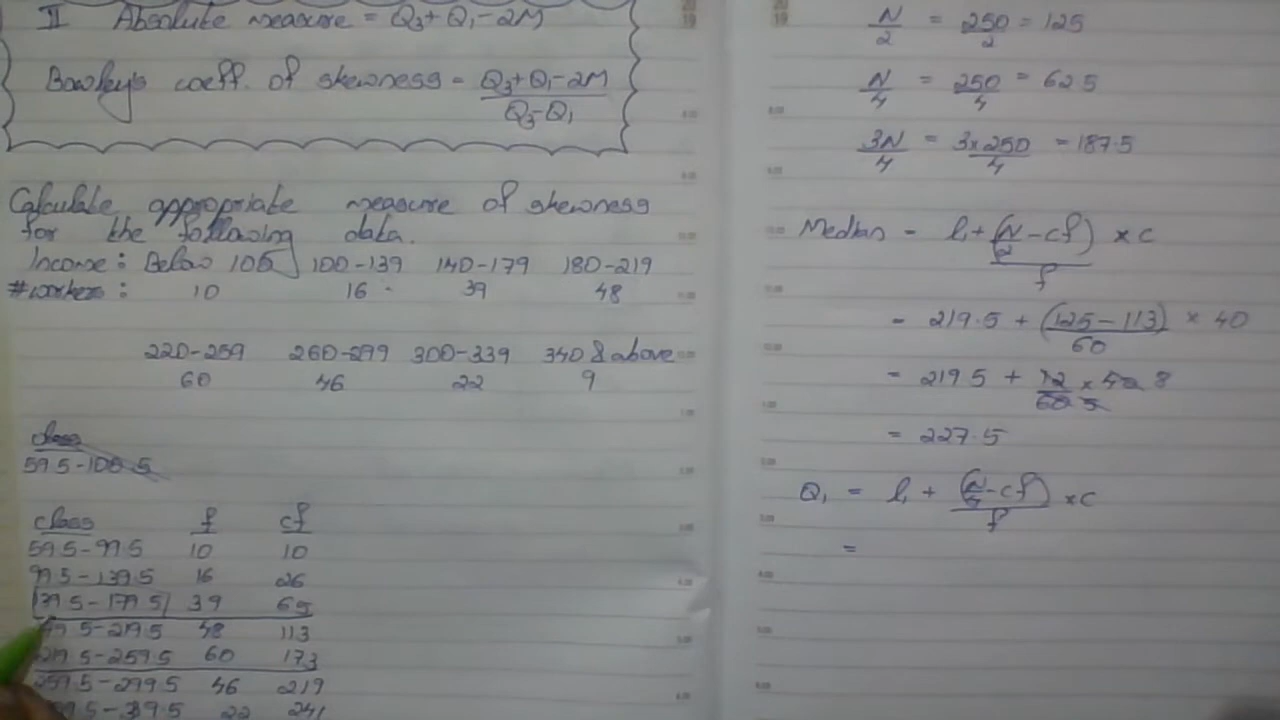 II Absolute measure = Q3+Q1-2M
Bowley's coeff. of skewness = Q3+Q1-2M
Q3-Q1
Calculate appropriate measure of skewness
for the following data.
Income: Below 100 100-139 140-179 180-219
#workers: 10 16 39 48
220-259 260-299 300-339 340 & above
60 46 22 9
class
59.5-100.5
class f cf
59.5-99.5 10 10
99.5-139.5 16 26
139.5-179.5 39 65
179.5-219.5 48 113
219.5-259.5 60 173
259.5-299.5 46 219
22 241
N/2 = 250/2 = 125
N/4 = 250/4 = 62.5
3N/4 = 3×250/4 = 187.5
Median = l1 + (N/2 - cf)/f × c
= 219.5 + (125-113)/60 × 40
= 219.5 + 12/60 5 × 40 8
= 227.5
Q1 = l1 + (N/4 - cf)/f × c
=